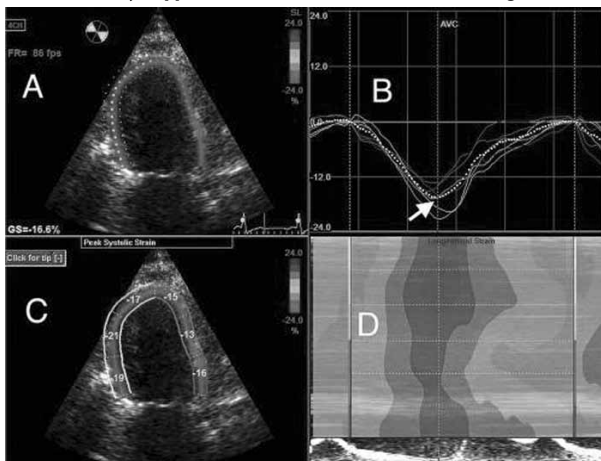 4CH
FR= 86 fps
SL
24.0
-24.0
%
A
GS=-16.6%
24.0
AVC
12.0
B
-12.0
-24.0
Peak Systolic Strain
Click for tip [-]
C
24.0
-24.0
%
-17
-15
-21
-13
-19
-16
Longitudinal Strain
D